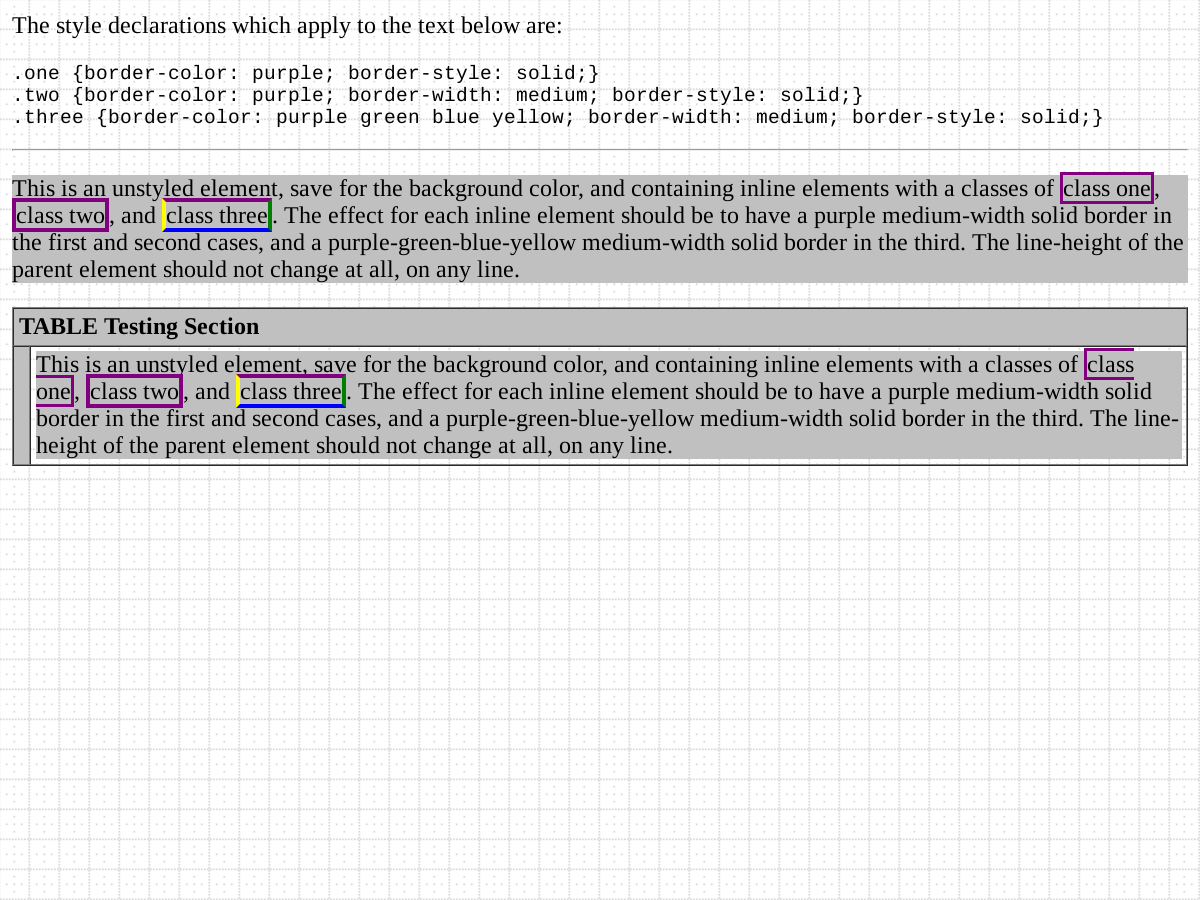 The style declarations which apply to the text below are:
.one {border-color: purple; border-style: solid;}
.two {border-color: purple; border-width: medium; border-style: solid;}
.three {border-color: purple green blue yellow; border-width: medium; border-style: solid;}
This is an unstyled element, save for the background color, and containing inline elements with a classes of class one,
class two, and class three. The effect for each inline element should be to have a purple medium-width solid border in
the first and second cases, and a purple-green-blue-yellow medium-width solid border in the third. The line-height of the
parent element should not change at all, on any line.
TABLE Testing Section
This is an unstyled element, save for the background color, and containing inline elements with a classes of class
one, class two, and class three. The effect for each inline element should be to have a purple medium-width solid
border in the first and second cases, and a purple-green-blue-yellow medium-width solid border in the third. The line-
height of the parent element should not change at all, on any line.